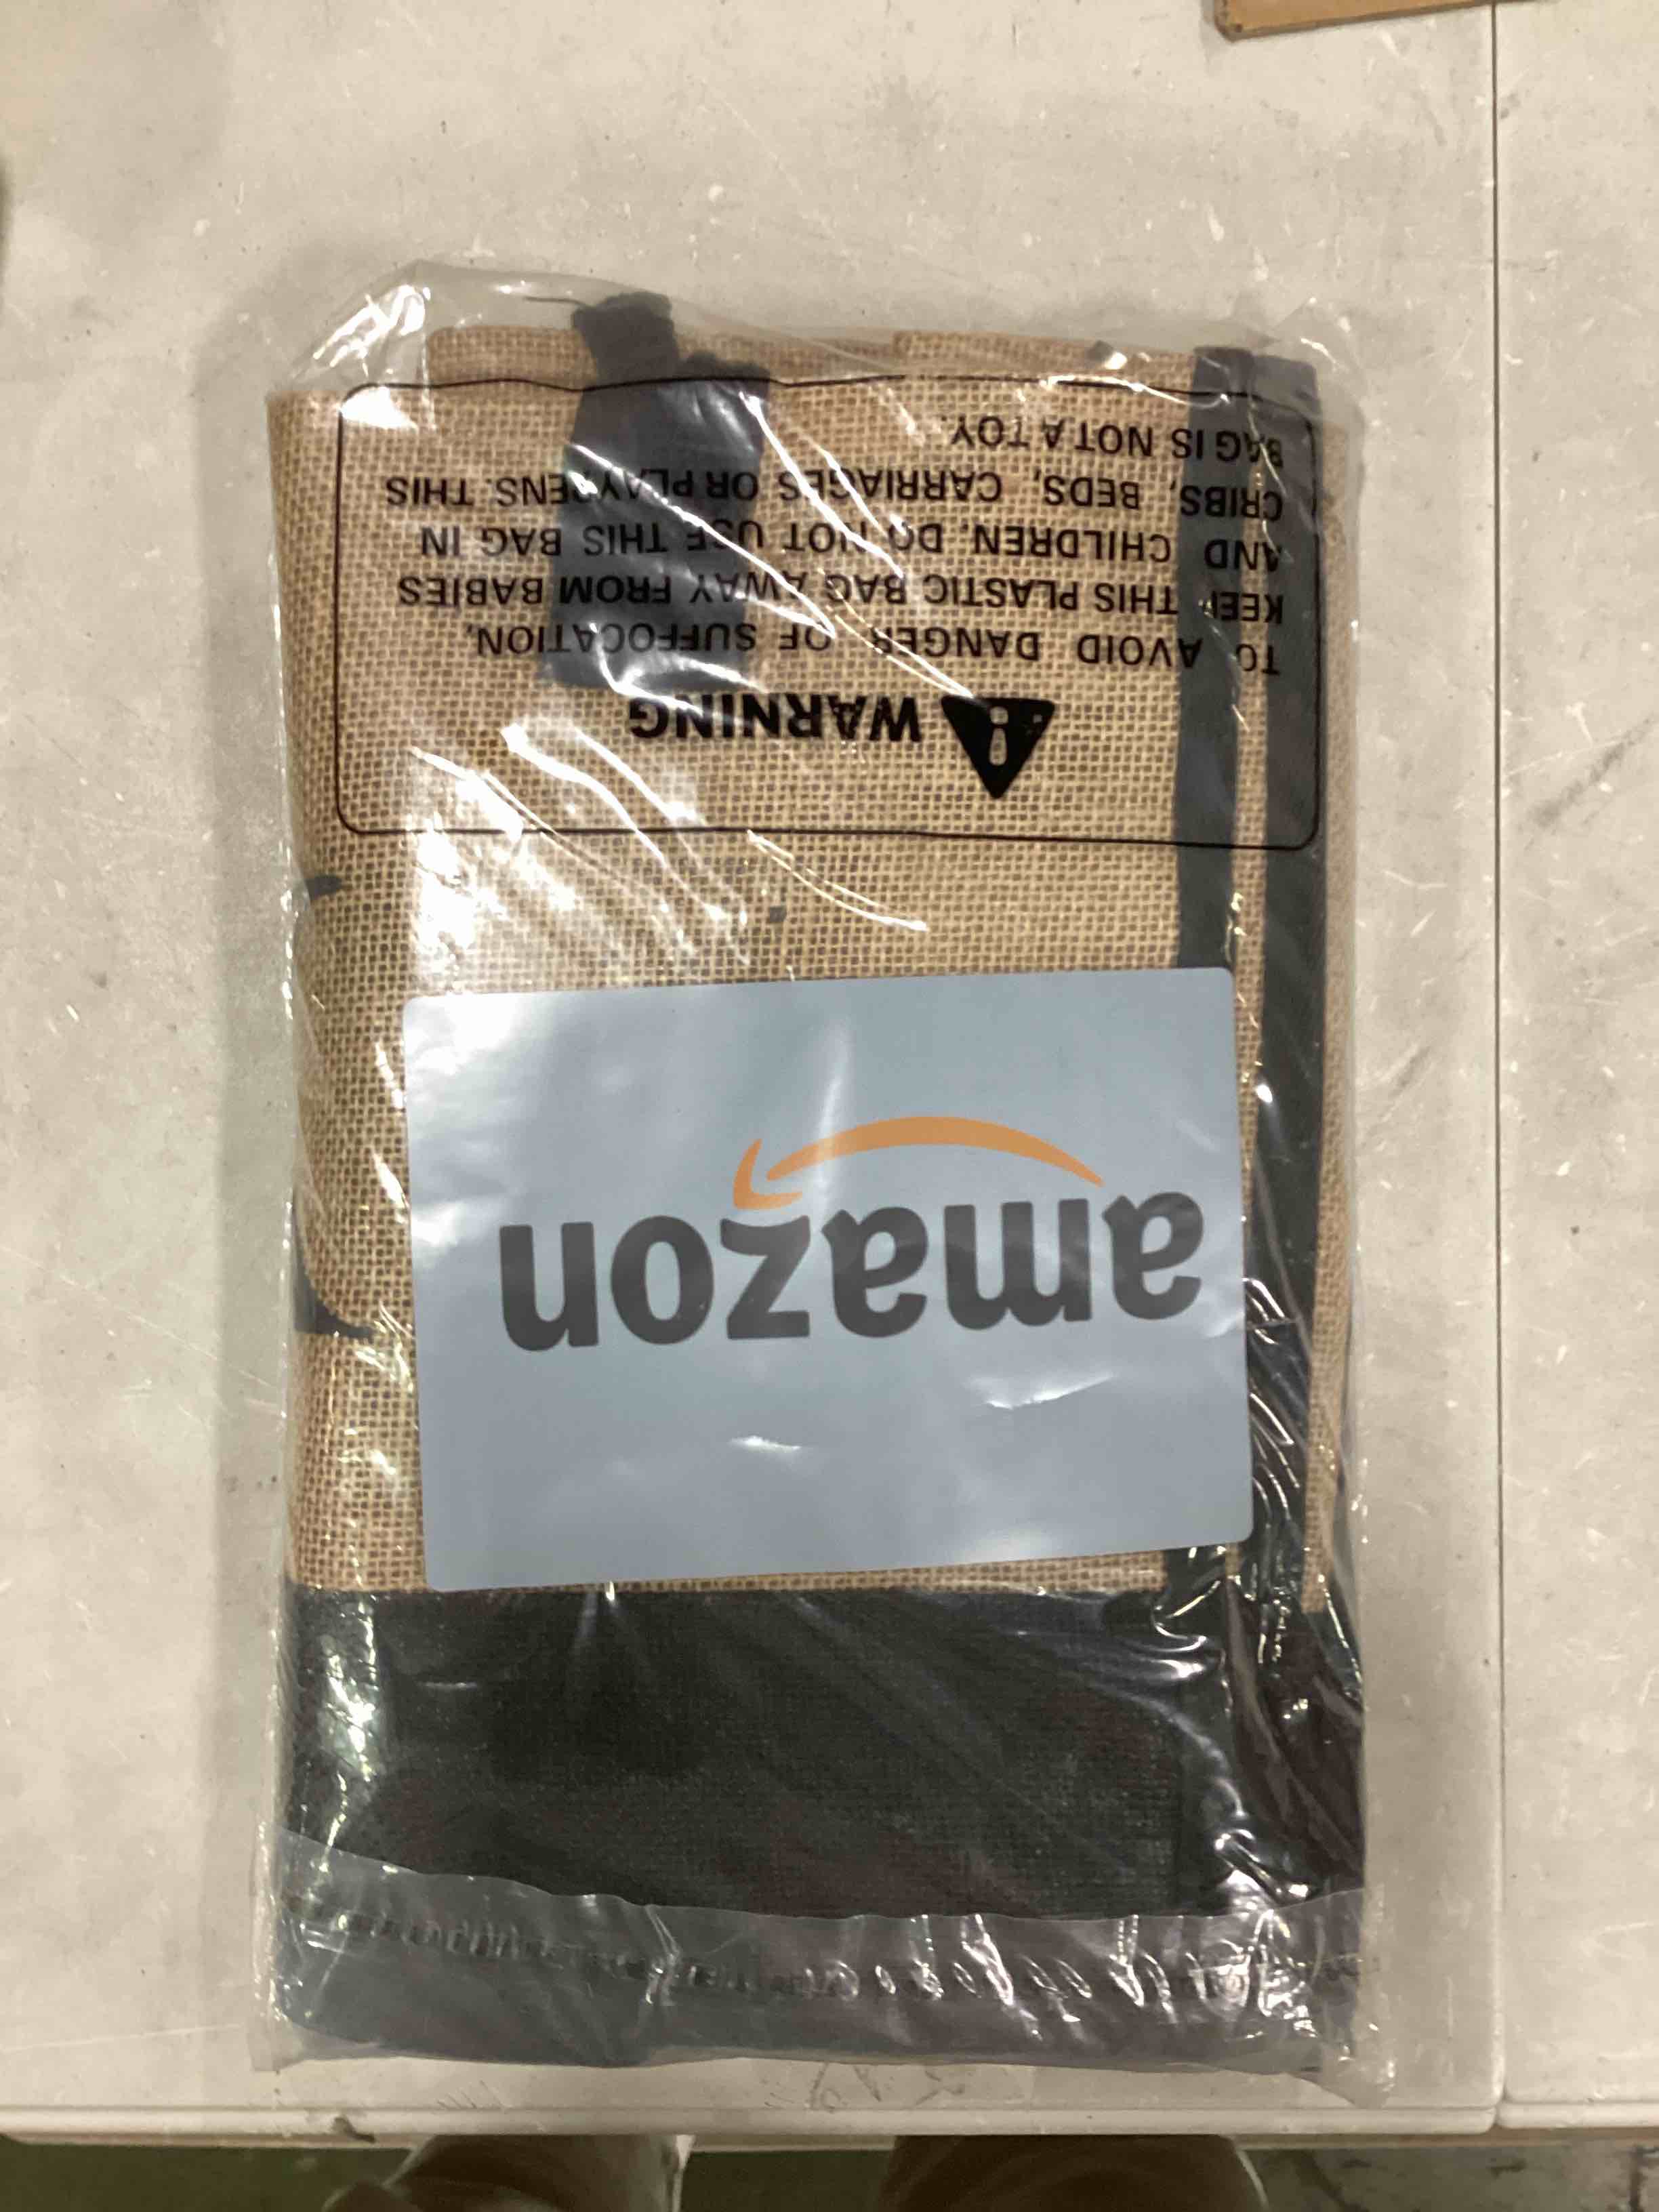 amazon
WARNING
TO AVOID DANGER OF SUFFOCATION,
KEEP THIS PLASTIC BAG AWAY FROM BABIES
AND CHILDREN. DO NOT USE THIS BAG IN
CRIBS, BEDS, CARRIAGES OR PLAYPENS. THIS
BAG IS NOT A TOY.